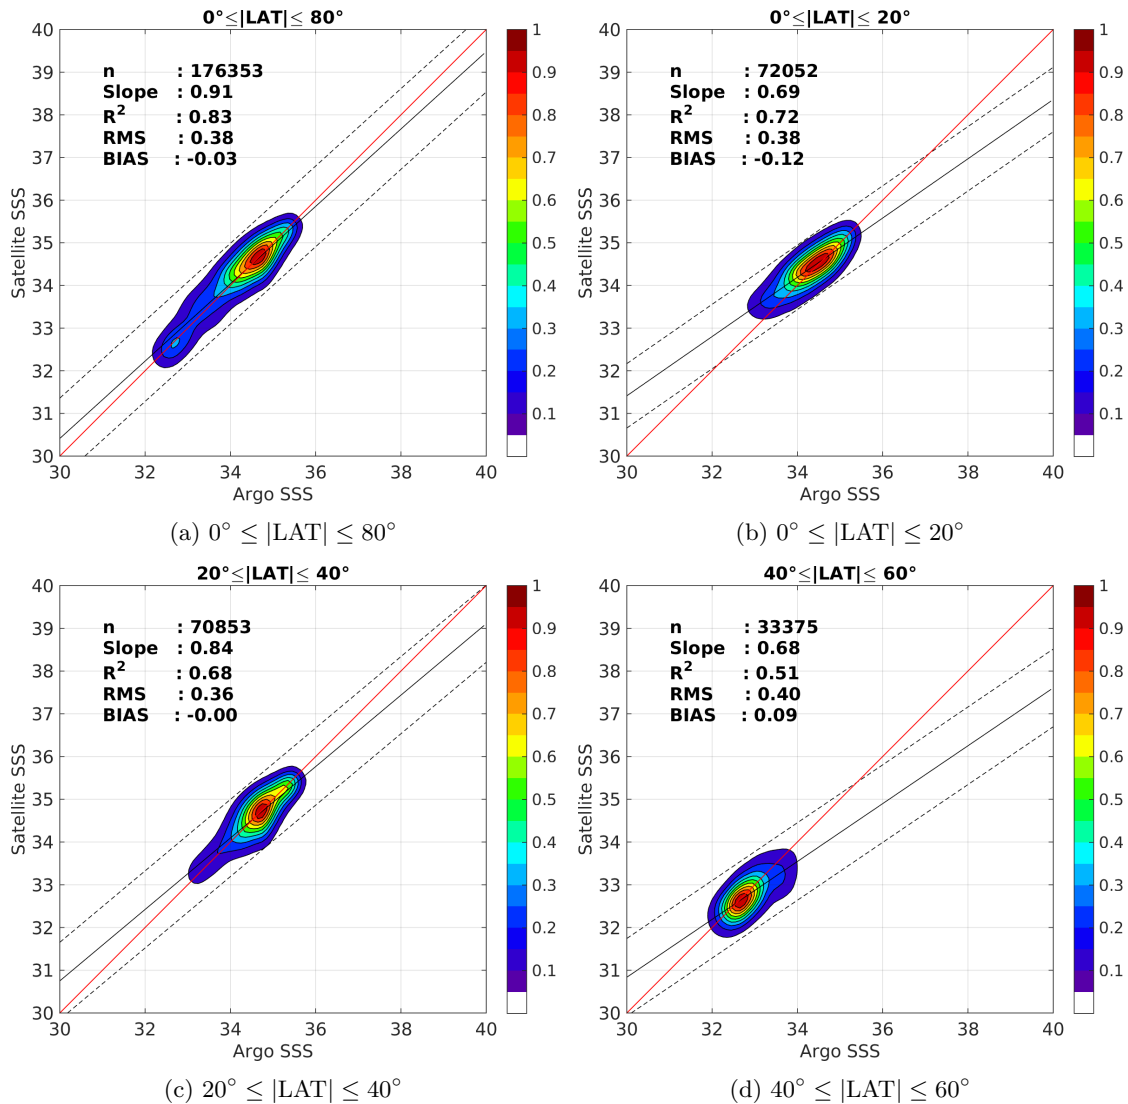 0°≤|LAT|≤ 80°
n : 176353
Slope : 0.91
R² : 0.83
RMS : 0.38
BIAS : -0.03
Satellite SSS
40
39
38
37
36
35
34
33
32
31
30
30 32 34 36 38 40
Argo SSS
1
0.9
0.8
0.7
0.6
0.5
0.4
0.3
0.2
0.1
(a) 0° ≤ |LAT| ≤ 80°
0°≤|LAT|≤ 20°
n : 72052
Slope : 0.69
R² : 0.72
RMS : 0.38
BIAS : -0.12
Satellite SSS
40
39
38
37
36
35
34
33
32
31
30
30 32 34 36 38 40
Argo SSS
1
0.9
0.8
0.7
0.6
0.5
0.4
0.3
0.2
0.1
(b) 0° ≤ |LAT| ≤ 20°
20°≤|LAT|≤ 40°
n : 70853
Slope : 0.84
R² : 0.68
RMS : 0.36
BIAS : -0.00
Satellite SSS
40
39
38
37
36
35
34
33
32
31
30
30 32 34 36 38 40
Argo SSS
1
0.9
0.8
0.7
0.6
0.5
0.4
0.3
0.2
0.1
(c) 20° ≤ |LAT| ≤ 40°
40°≤|LAT|≤ 60°
n : 33375
Slope : 0.68
R² : 0.51
RMS : 0.40
BIAS : 0.09
Satellite SSS
40
39
38
37
36
35
34
33
32
31
30
30 32 34 36 38 40
Argo SSS
1
0.9
0.8
0.7
0.6
0.5
0.4
0.3
0.2
0.1
(d) 40° ≤ |LAT| ≤ 60°